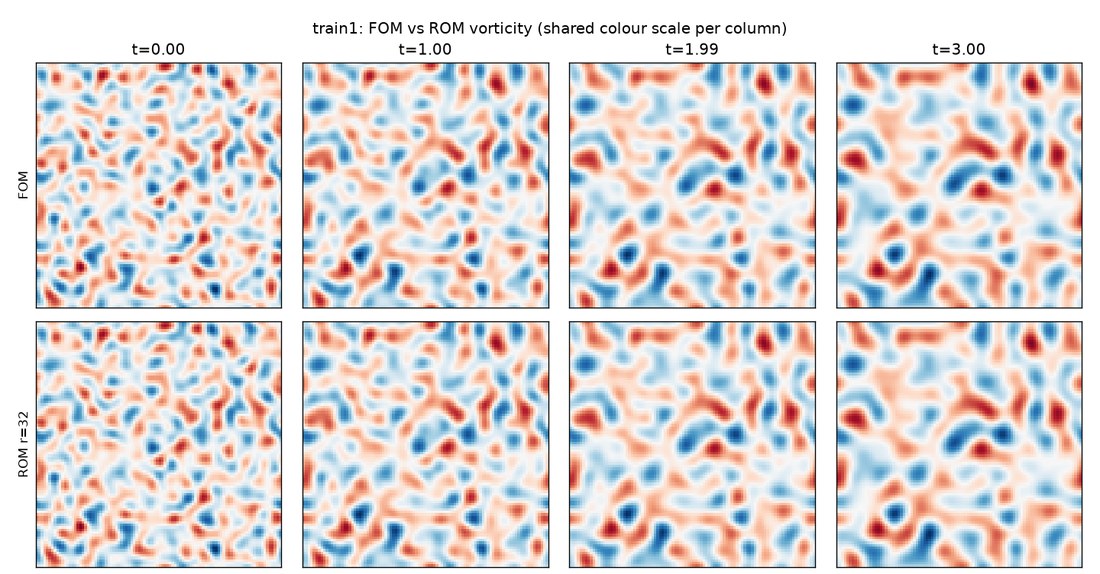 train1: FOM vs ROM vorticity (shared colour scale per column)
t=0.00 t=1.00 t=1.99 t=3.00
FOM
ROM r=32